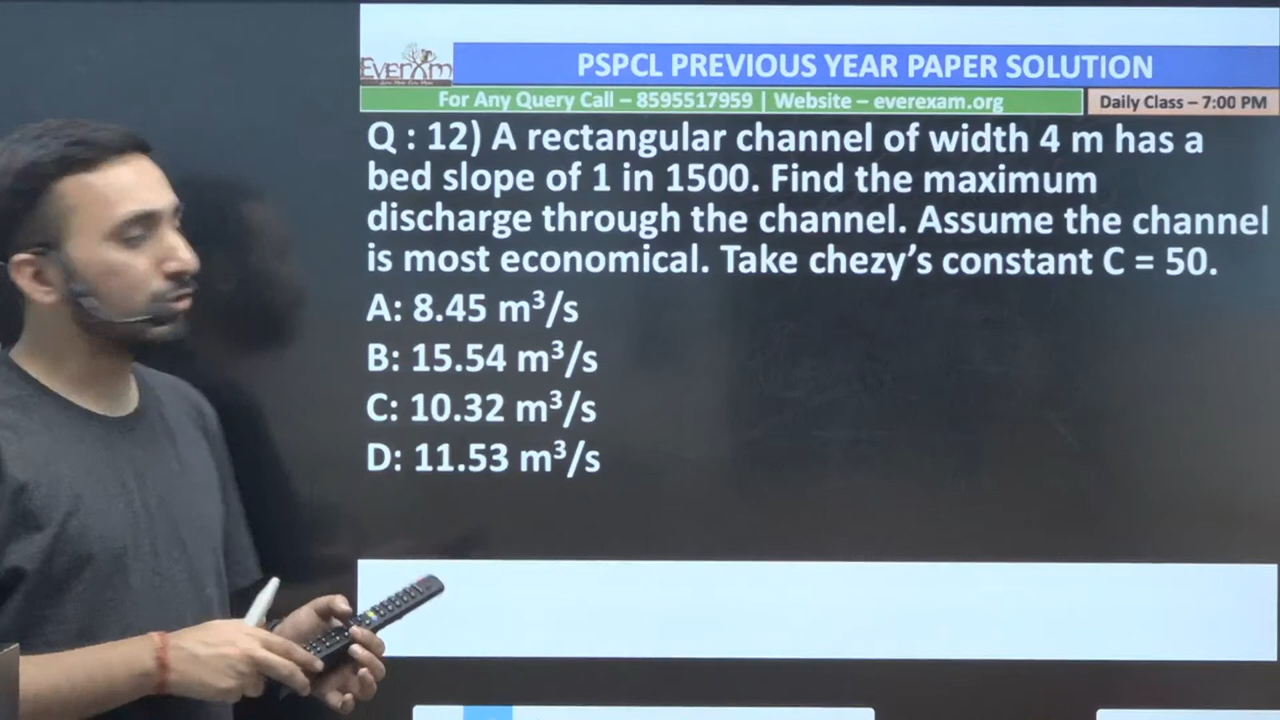 PSPCL PREVIOUS YEAR PAPER SOLUTION
Everexam
For Any Query Call – 8595517959 | Website – everexam.org
Daily Class – 7:00 PM
Q : 12) A rectangular channel of width 4 m has a
bed slope of 1 in 1500. Find the maximum
discharge through the channel. Assume the channel
is most economical. Take chezy’s constant C = 50.
A: 8.45 m³/s
B: 15.54 m³/s
C: 10.32 m³/s
D: 11.53 m³/s